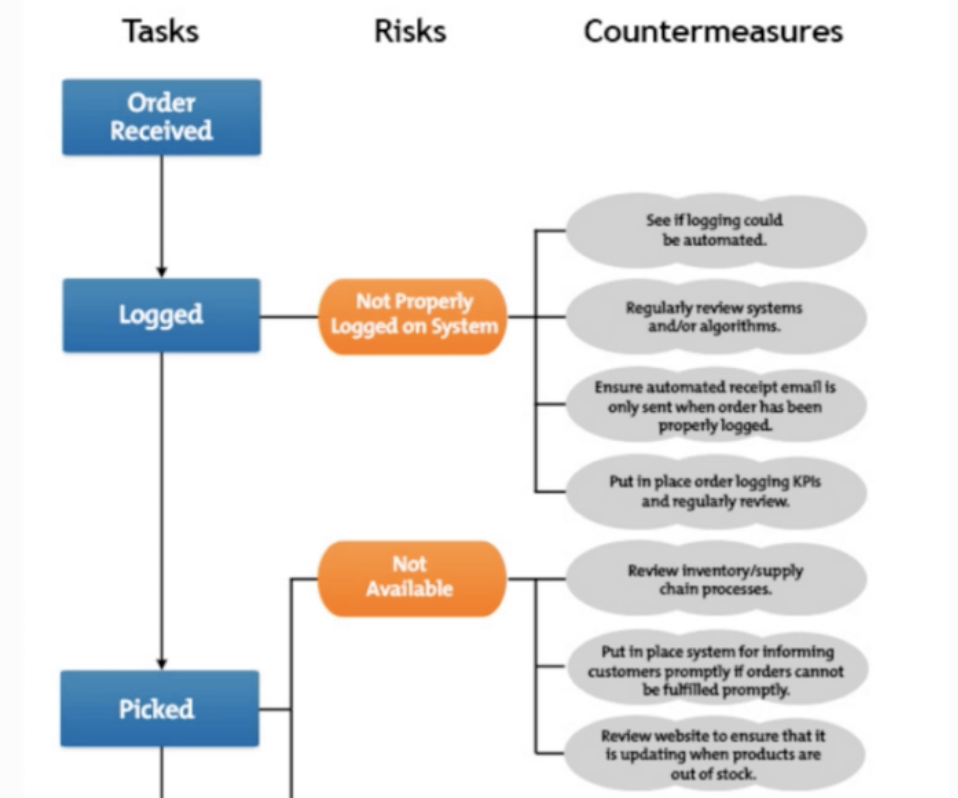 Tasks
Risks
Countermeasures
Order
Received
See if logging could
be automated.
Logged
Not Properly
Logged on System
Regularly review systems
and/or algorithms.
Ensure automated receipt email is
only sent when order has been
properly logged.
Put in place order logging KPIs
and regularly review.
Not
Available
Review inventory/supply
chain processes.
Put in place system for informing
customers promptly if orders cannot
be fulfilled promptly.
Picked
Review website to ensure that it
is updating when products are
out of stock.